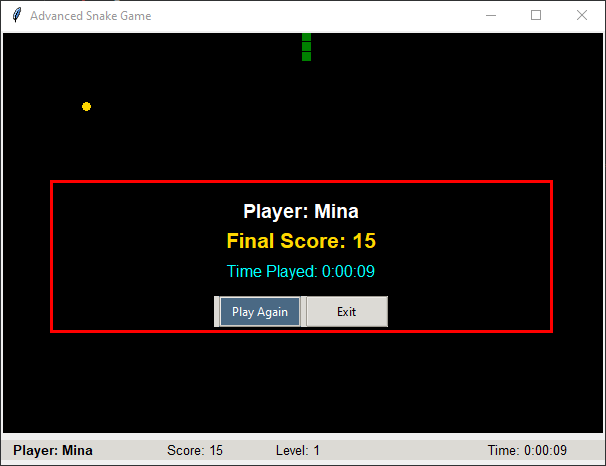 Advanced Snake Game
Player: Mina
Final Score: 15
Time Played: 0:00:09
Play Again Exit
Player: Mina Score: 15 Level: 1 Time: 0:00:09